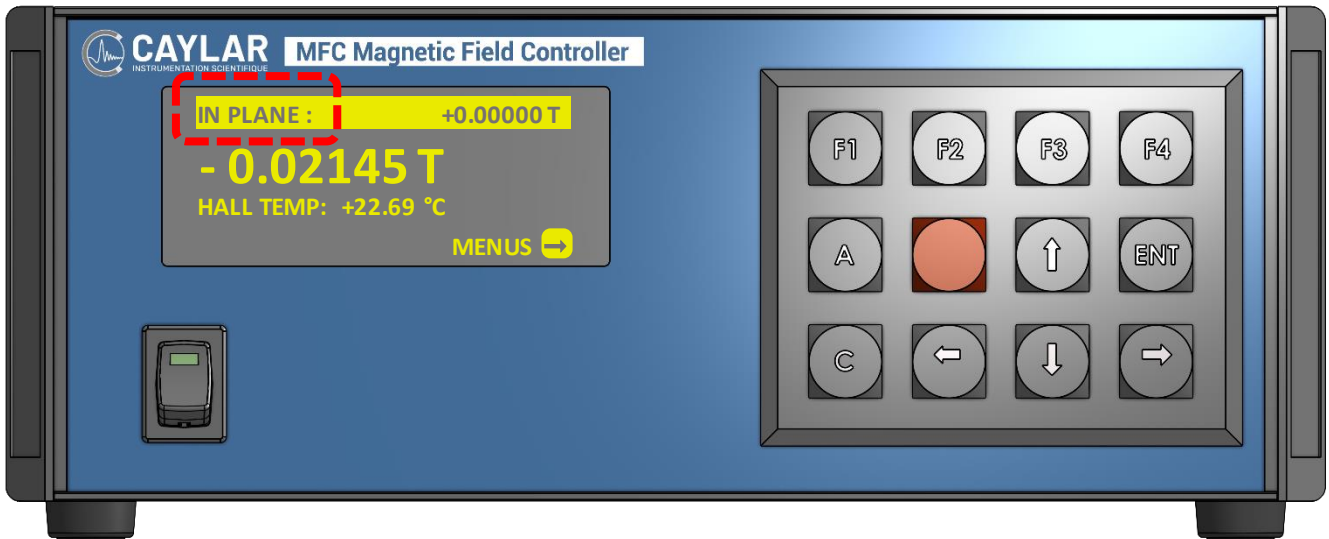 CAYLAR
INSTRUMENTATION SCIENTIFIQUE
MFC Magnetic Field Controller
IN PLANE : +0.00000 T
- 0.02145 T
HALL TEMP: +22.69 °C
MENUS →
F1 F2 F3 F4
A ↑ ENT
C ← ↓ →